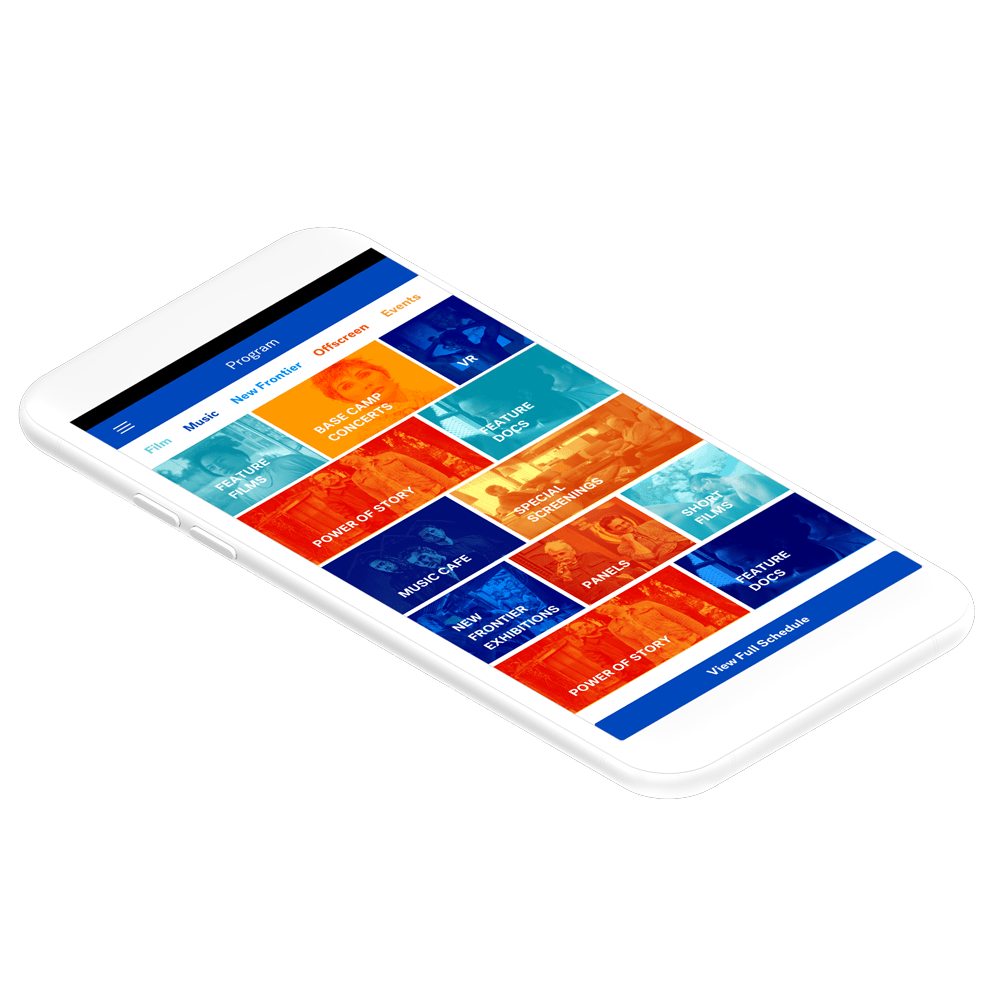 Program
Film Music New Frontier Offscreen Events
FEATURE
FILMS
BASE CAMP
CONCERTS
VR
POWER OF STORY
FEATURE
DOCS
MUSIC CAFE
SPECIAL
SCREENINGS
NEW
FRONTIER
EXHIBITIONS
PANELS
SHORT
FILMS
POWER OF STORY
FEATURE
DOCS
View Full Schedule